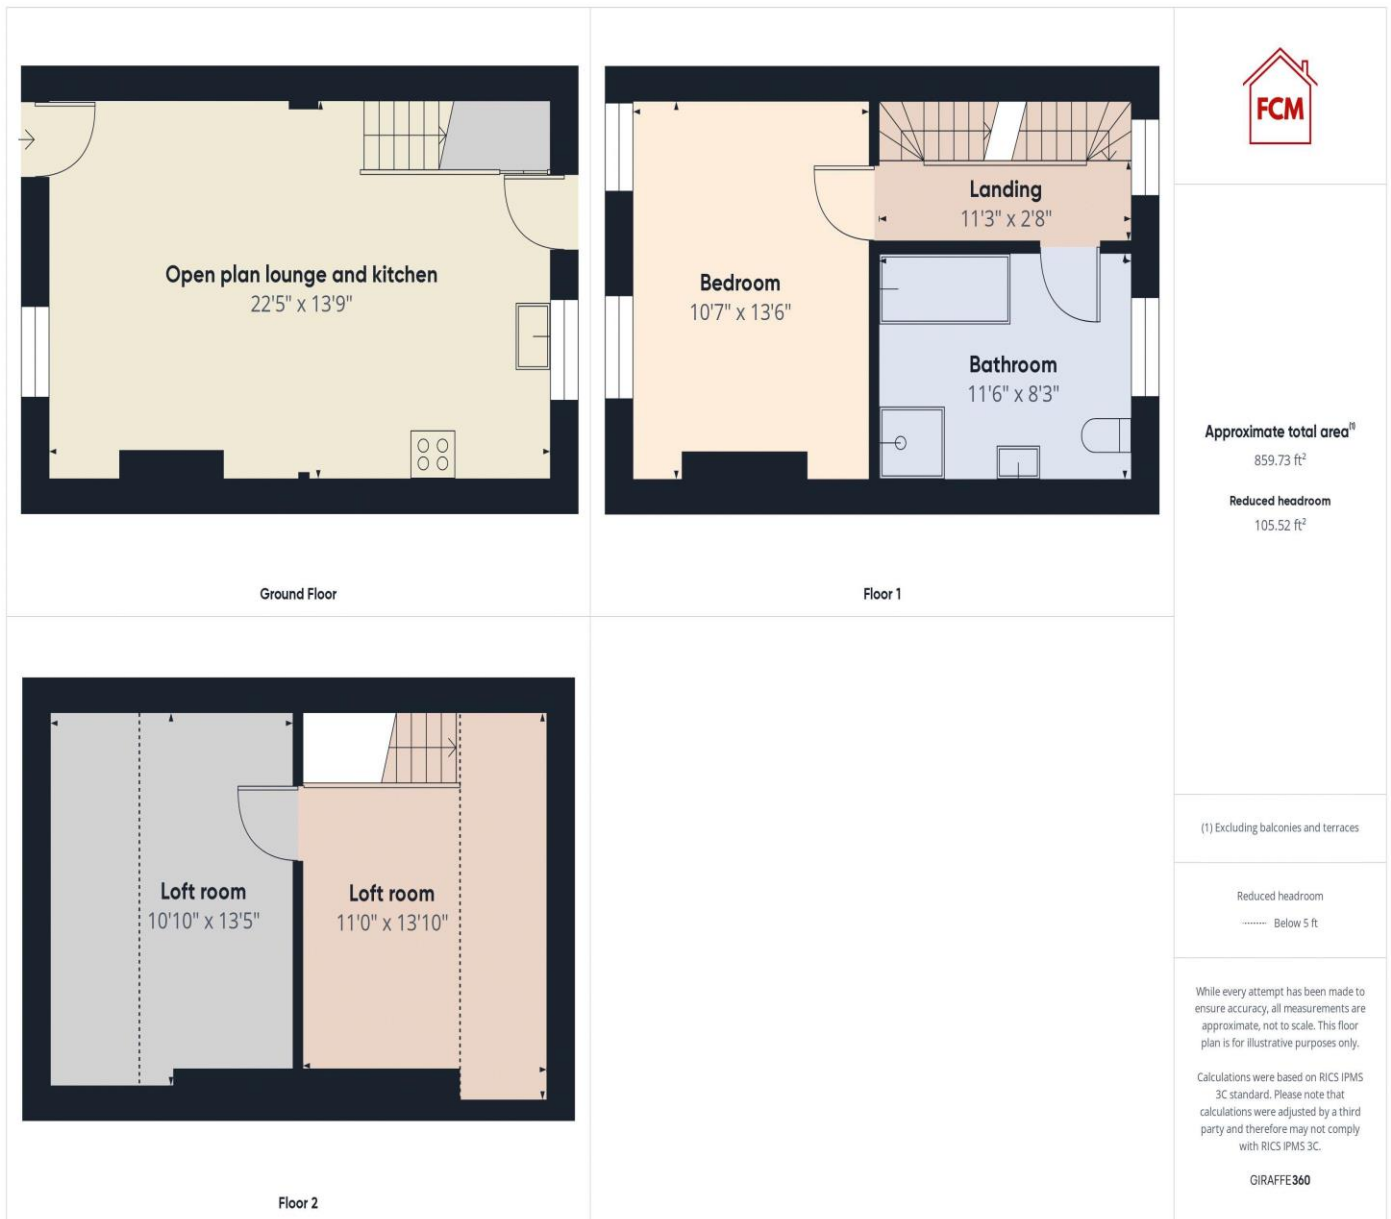 Open plan lounge and kitchen
22'5" x 13'9"
Ground Floor
Bedroom
10'7" x 13'6"
Landing
11'3" x 2'8"
Bathroom
11'6" x 8'3"
Floor 1
Loft room
10'10" x 13'5"
Loft room
11'0" x 13'10"
Floor 2
FCM
Approximate total area(1)
859.73 ft²
Reduced headroom
105.52 ft²
(1) Excluding balconies and terraces
Reduced headroom
Below 5 ft
While every attempt has been made to
ensure accuracy, all measurements are
approximate, not to scale. This floor
plan is for illustrative purposes only.
Calculations were based on RICS IPMS
3C standard. Please note that
calculations were adjusted by a third
party and therefore may not comply
with RICS IPMS 3C.
GIRAFFE360